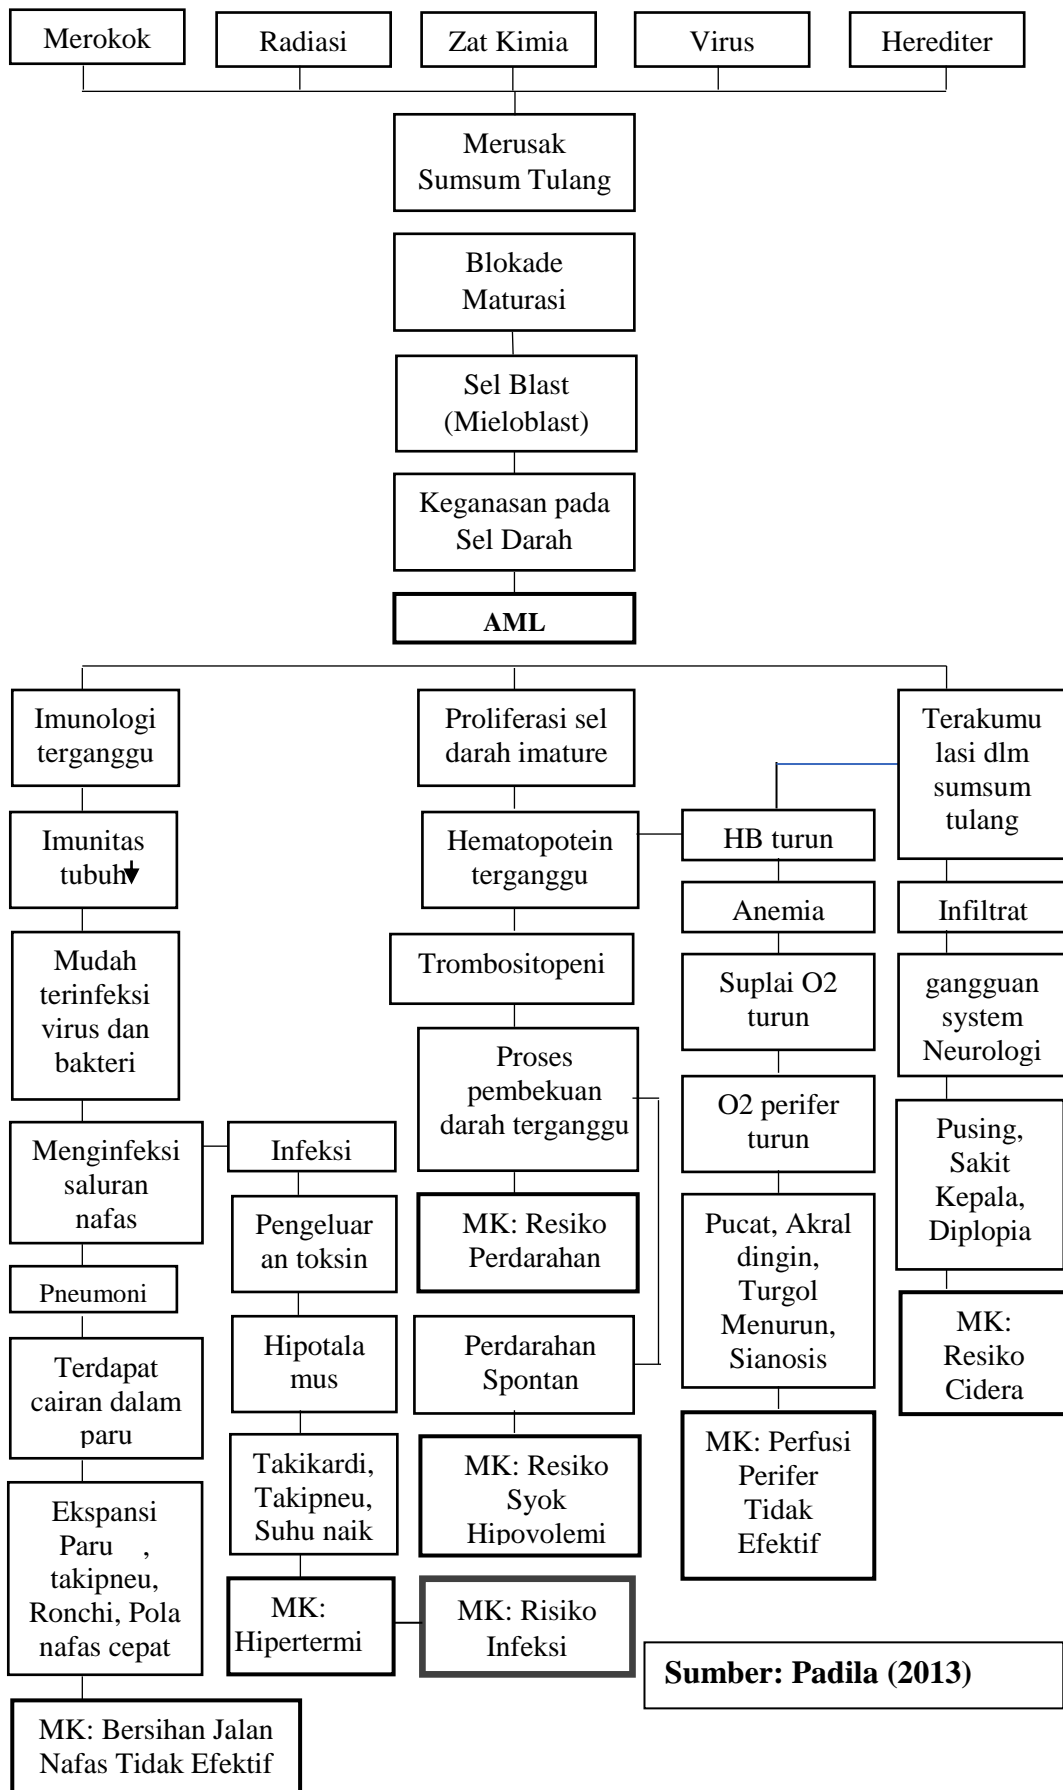 Merokok
Radiasi
Zat Kimia
Virus
Herediter
Merusak
Sumsum Tulang
Blokade
Maturasi
Sel Blast
(Mieloblast)
Keganasan pada
Sel Darah
AML
Imunologi
terganggu
Imunitas
tubuh
Mudah
terinfeksi
virus dan
bakteri
Menginfeksi
saluran
nafas
Pneumoni
Terdapat
cairan dalam
paru
Ekspansi
Paru ,
takipneu,
Ronchi, Pola
nafas cepat
MK: Bersihan Jalan
Nafas Tidak Efektif
Infeksi
Pengeluar
an toksin
Hipotala
mus
Takikardi,
Takipneu,
Suhu naik
MK:
Hipertermi
MK: Risiko
Infeksi
Proliferasi sel
darah imature
Hematopotein
terganggu
Trombositopeni
Proses
pembekuan
darah terganggu
MK: Resiko
Perdarahan
Perdarahan
Spontan
MK: Resiko
Syok
Hipovolemi
HB turun
Anemia
Suplai O2
turun
O2 perifer
turun
Pucat, Akral
dingin,
Turgol
Menurun,
Sianosis
MK: Perfusi
Perifer
Tidak
Efektif
Terakumu
lasi dlm
sumsum
tulang
Infiltrat
gangguan
system
Neurologi
Pusing,
Sakit
Kepala,
Diplopia
MK:
Resiko
Cidera
Sumber: Padila (2013)